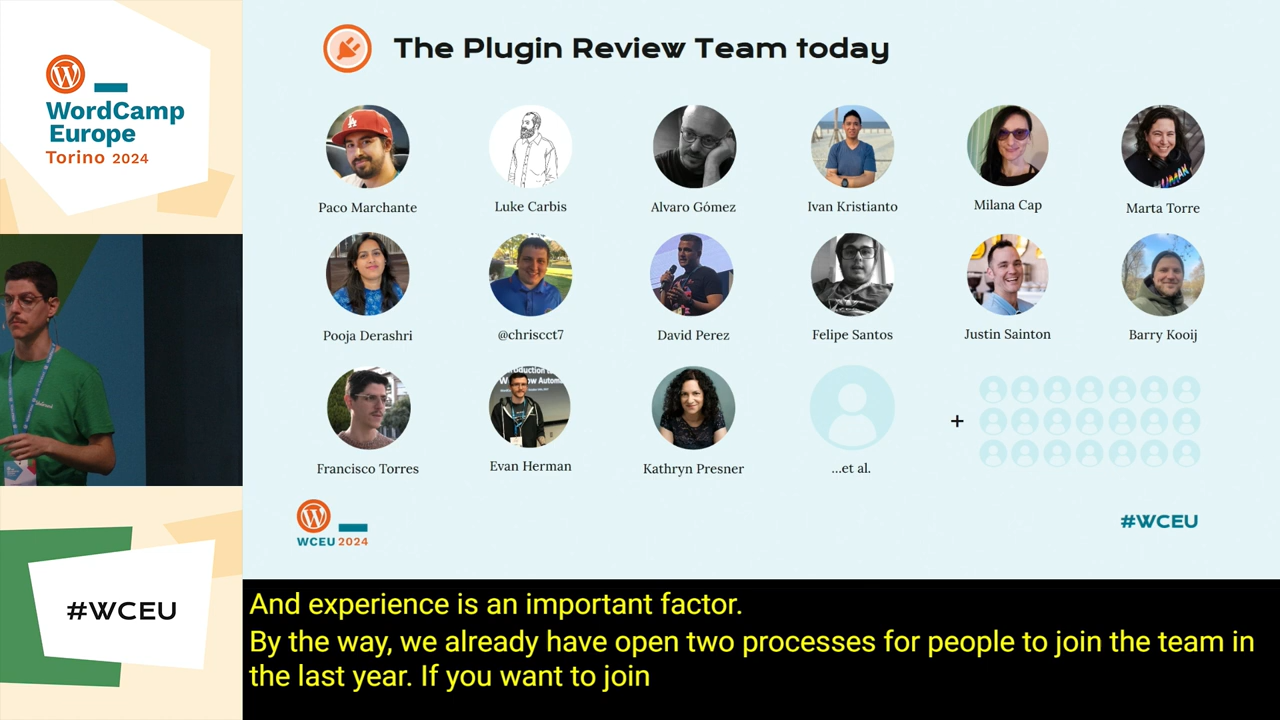 WordCamp
Europe
Torino 2024
The Plugin Review Team today
Paco Marchante
Luke Carbis
Alvaro Gómez
Ivan Kristianto
Milana Cap
Marta Torre
Pooja Derashri
@chriscct7
David Perez
Felipe Santos
Justin Sainton
Barry Kooij
Francisco Torres
Evan Herman
Kathryn Presner
...et al.
+
WCEU 2024
#WCEU
#WCEU
And experience is an important factor.
By the way, we already have open two processes for people to join the team in
the last year. If you want to join